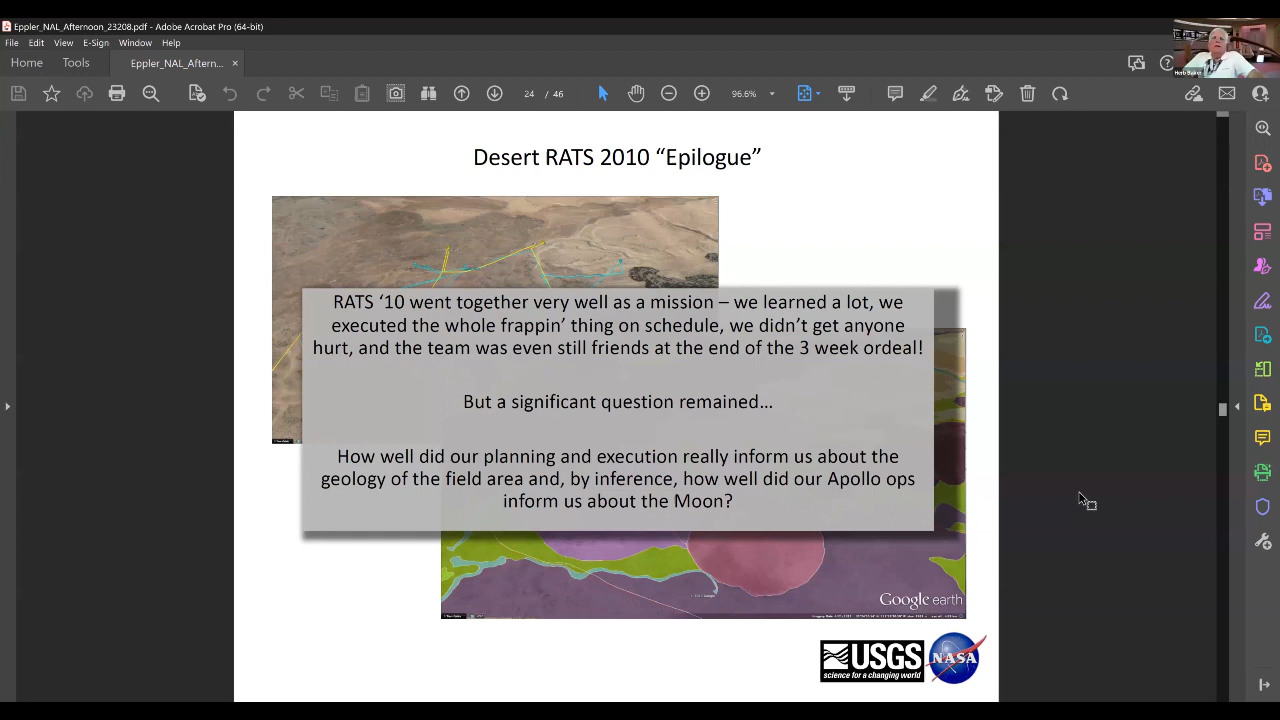 Eppler_NAL_Afternoon_23208.pdf - Adobe Acrobat Pro (64-bit)
File Edit View E-Sign Window Help
Home Tools Eppler_NAL_Aftern... ×
24 / 46 96.6%
Herb Baker
Desert RATS 2010 “Epilogue”
RATS ‘10 went together very well as a mission – we learned a lot, we
executed the whole frappin’ thing on schedule, we didn’t get anyone
hurt, and the team was even still friends at the end of the 3 week ordeal!
But a significant question remained…
How well did our planning and execution really inform us about the
geology of the field area and, by inference, how well did our Apollo ops
inform us about the Moon?
Google earth
USGS
science for a changing world
NASA